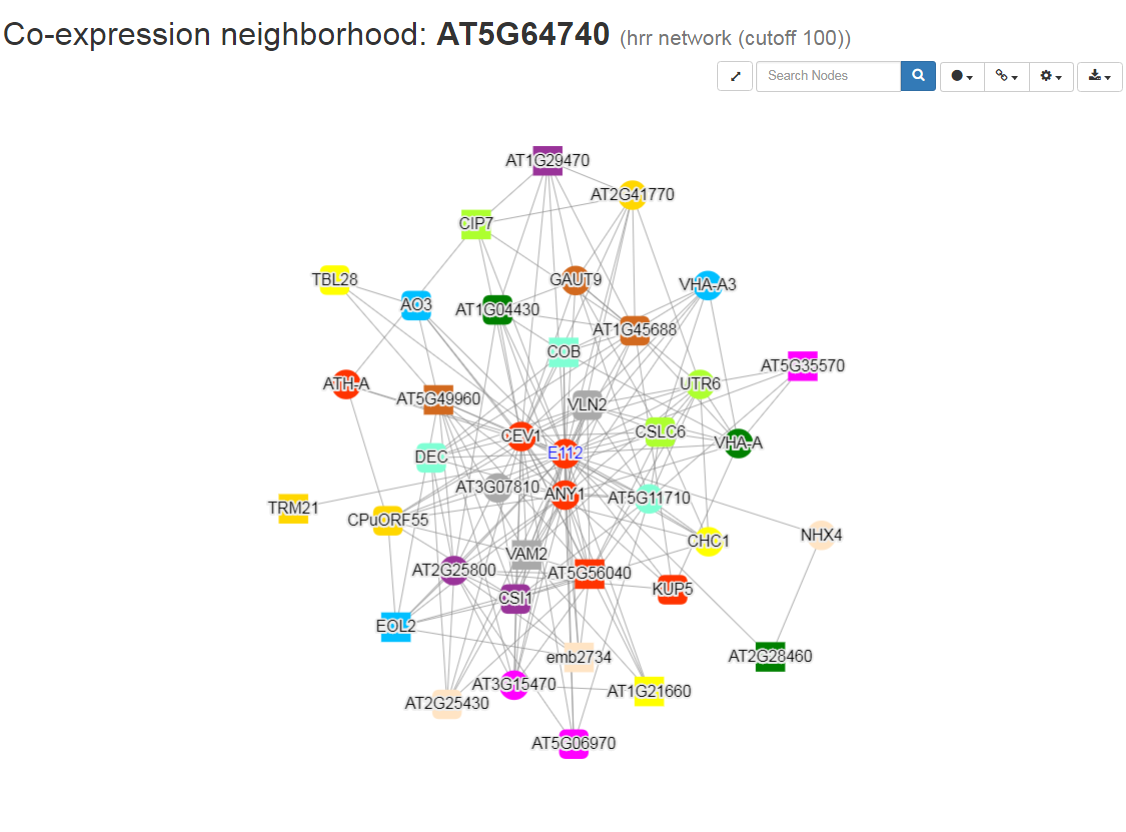 Co-expression neighborhood: AT5G64740 (hrr network (cutoff 100))
Search Nodes
AT1G29470
AT2G41770
CIP7
TBL28
GAUT9
VHA-A3
AO3
AT1G04430
AT1G45688
COB
AT5G35570
ATH-A
UTR6
AT5G49960
VLN2
CEV1
CSLC6
VHA-A
E112
DEC
AT3G07810
ANY1
AT5G11710
TRM21
CPuORF55
NHX4
CHC1
VAM2
AT2G25800
AT5G56040
KUP5
CSI1
EOL2
emb2734
AT2G28460
AT3G15470
AT1G21660
AT2G25430
AT5G06970